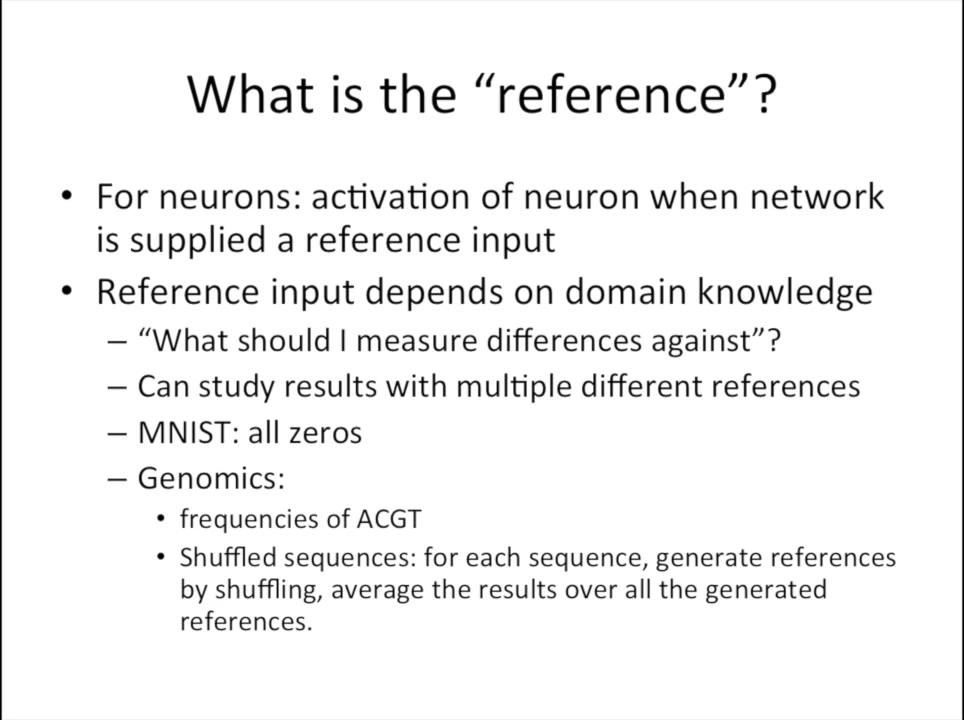 What is the “reference”?
• For neurons: activation of neuron when network
is supplied a reference input
• Reference input depends on domain knowledge
– “What should I measure differences against”?
– Can study results with multiple different references
– MNIST: all zeros
– Genomics:
• frequencies of ACGT
• Shuffled sequences: for each sequence, generate references
by shuffling, average the results over all the generated
references.